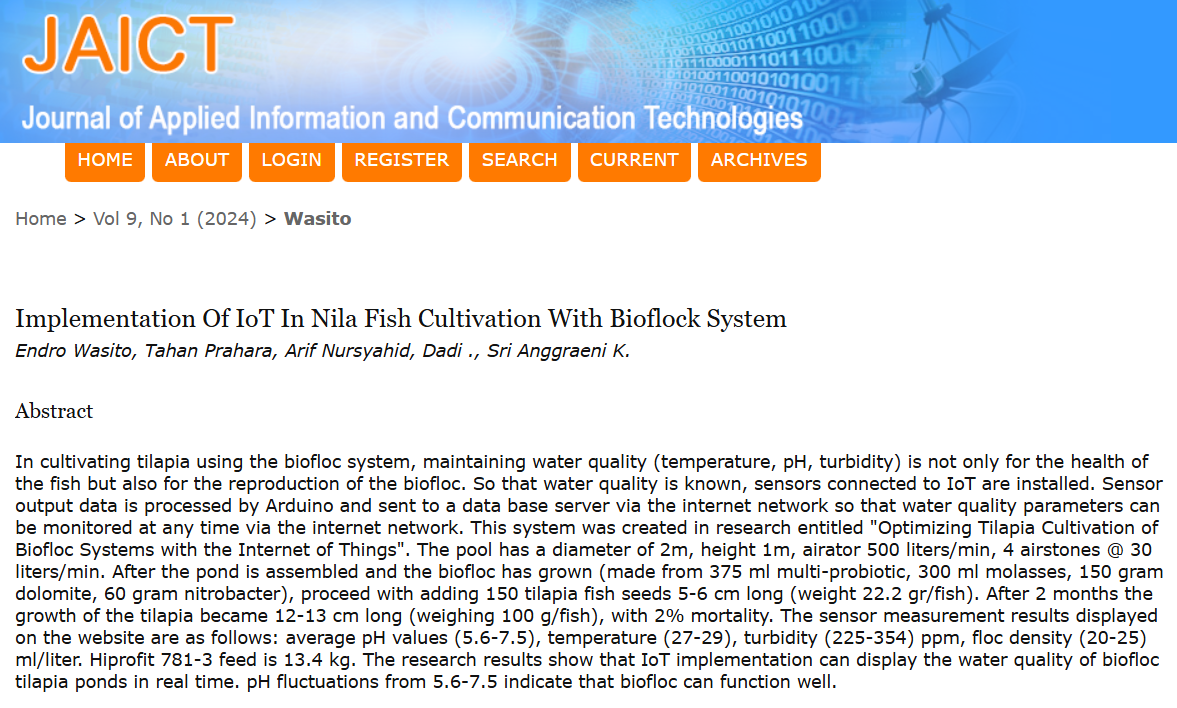 JAICT
Journal of Applied Information and Communication Technologies
HOME ABOUT LOGIN REGISTER SEARCH CURRENT ARCHIVES
Home > Vol 9, No 1 (2024) > Wasito
Implementation Of IoT In Nila Fish Cultivation With Bioflock System
Endro Wasito, Tahan Prahara, Arif Nursyahid, Dadi ., Sri Anggraeni K.
Abstract
In cultivating tilapia using the biofloc system, maintaining water quality (temperature, pH, turbidity) is not only for the health of
the fish but also for the reproduction of the biofloc. So that water quality is known, sensors connected to IoT are installed. Sensor
output data is processed by Arduino and sent to a data base server via the internet network so that water quality parameters can
be monitored at any time via the internet network. This system was created in research entitled "Optimizing Tilapia Cultivation of
Biofloc Systems with the Internet of Things". The pool has a diameter of 2m, height 1m, airator 500 liters/min, 4 airstones @ 30
liters/min. After the pond is assembled and the biofloc has grown (made from 375 ml multi-probiotic, 300 ml molasses, 150 gram
dolomite, 60 gram nitrobacter), proceed with adding 150 tilapia fish seeds 5-6 cm long (weight 22.2 gr/fish). After 2 months the
growth of the tilapia became 12-13 cm long (weighing 100 g/fish), with 2% mortality. The sensor measurement results displayed
on the website are as follows: average pH values (5.6-7.5), temperature (27-29), turbidity (225-354) ppm, floc density (20-25)
ml/liter. Hiprofit 781-3 feed is 13.4 kg. The research results show that IoT implementation can display the water quality of biofloc
tilapia ponds in real time. pH fluctuations from 5.6-7.5 indicate that biofloc can function well.